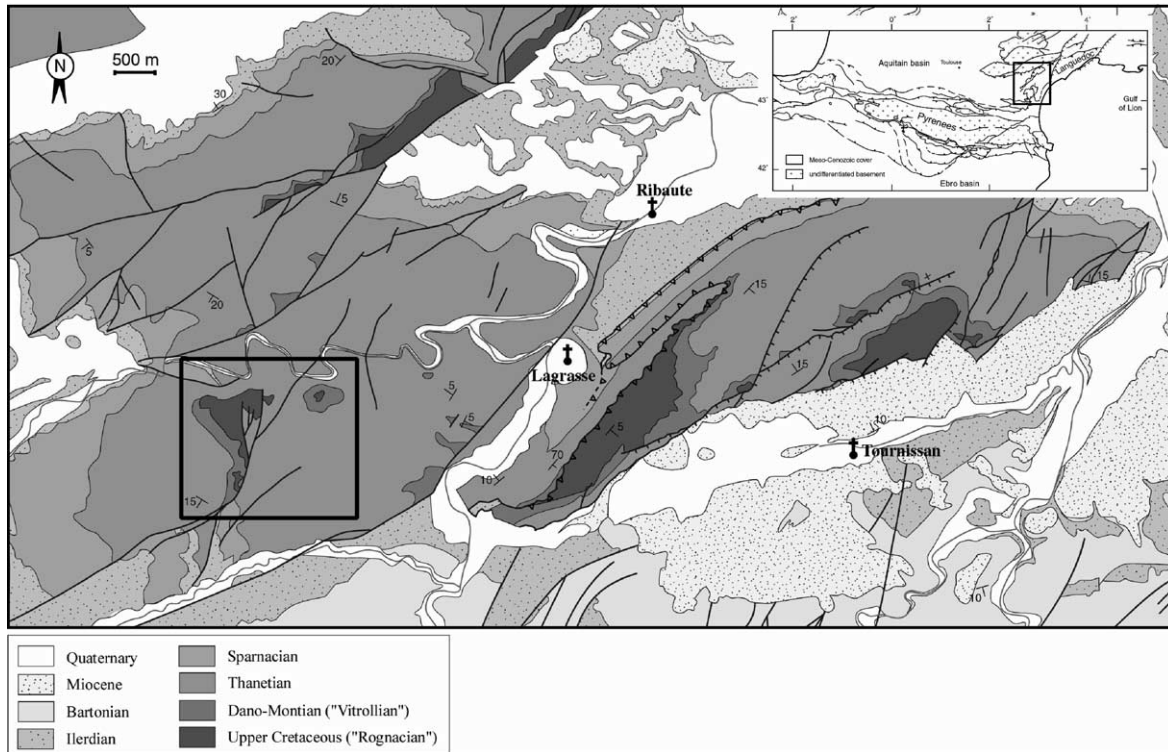 N
500 m
20
30
5
5
20
Ribaute
Lagrasse
5
5
15
10
70
5
15
15
15
10
Tournissan
10
2˚
0˚
2˚
4˚
Aquitain basin
Toulouse
Languedoc
43
43
Gulf
of Lion
Pyrenees
42
42
Meso-Cenozoic cover
undifferentiated basement
Ebro basin
Quaternary
Miocene
Bartonian
Ilerdian
Sparnacian
Thanetian
Dano-Montian ("Vitrollian")
Upper Cretaceous ("Rognacian")